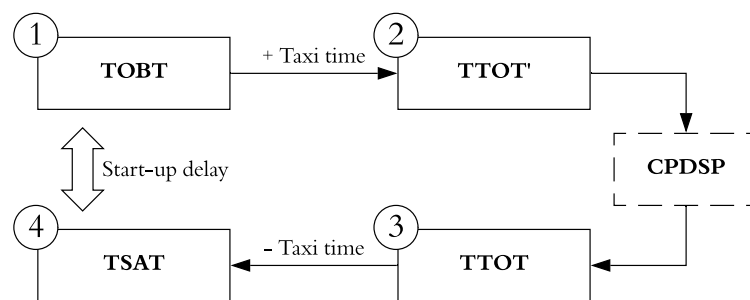 1
TOBT
+ Taxi time
2
TTOT'
CPDSP
Start-up delay
4
TSAT
- Taxi time
3
TTOT